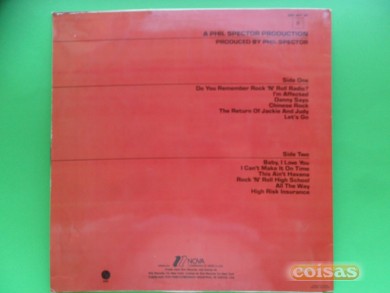 A PHIL SPECTOR PRODUCTION
PRODUCED BY PHIL SPECTOR
Side One
Do You Remember Rock 'N' Roll Radio?
I'm Affected
Danny Says
Chinese Rock
The Return Of Jackie And Judy
Let's Go
Side Two
Baby, I Love You
I Can't Make It On Time
This Ain't Havana
Rock 'N' Roll High School
All The Way
High Risk Insurance
NOVA
coisas